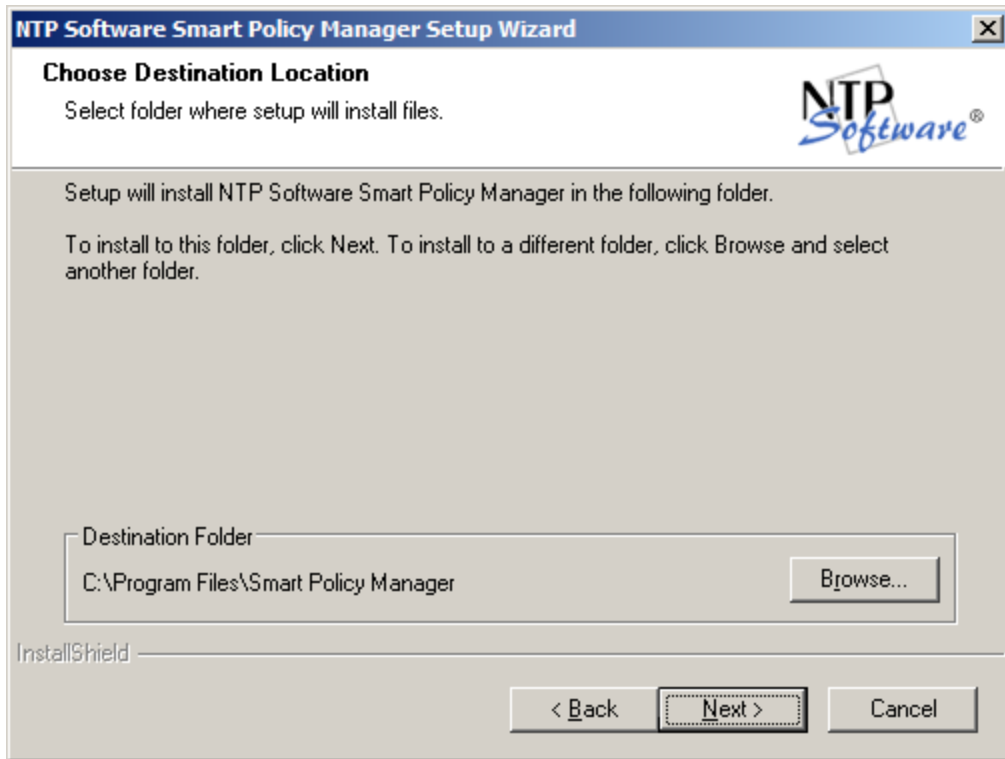 NTP Software Smart Policy Manager Setup Wizard
Choose Destination Location
Select folder where setup will install files.
NTP
Software®
Setup will install NTP Software Smart Policy Manager in the following folder.
To install to this folder, click Next. To install to a different folder, click Browse and select
another folder.
Destination Folder
C:\Program Files\Smart Policy Manager
Browse...
InstallShield
< Back
Next >
Cancel